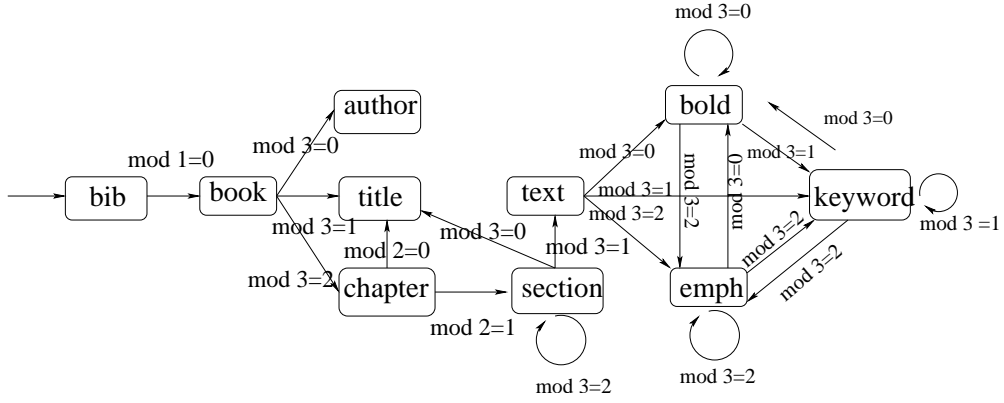 mod 3=0
bold
author
mod 3=0
mod 3=0
mod 3=0
mod 3=1
mod 1=0
bib
book
title
text
mod 3=1
mod 3=2
mod 3=2
mod 3=0
keyword
mod 3=1
mod 3=1
mod 3=0
mod 2=0
mod 3=1
mod 3=2
mod 3=2
mod 3=2
chapter
section
emph
mod 2=1
mod 3=2
mod 3=2